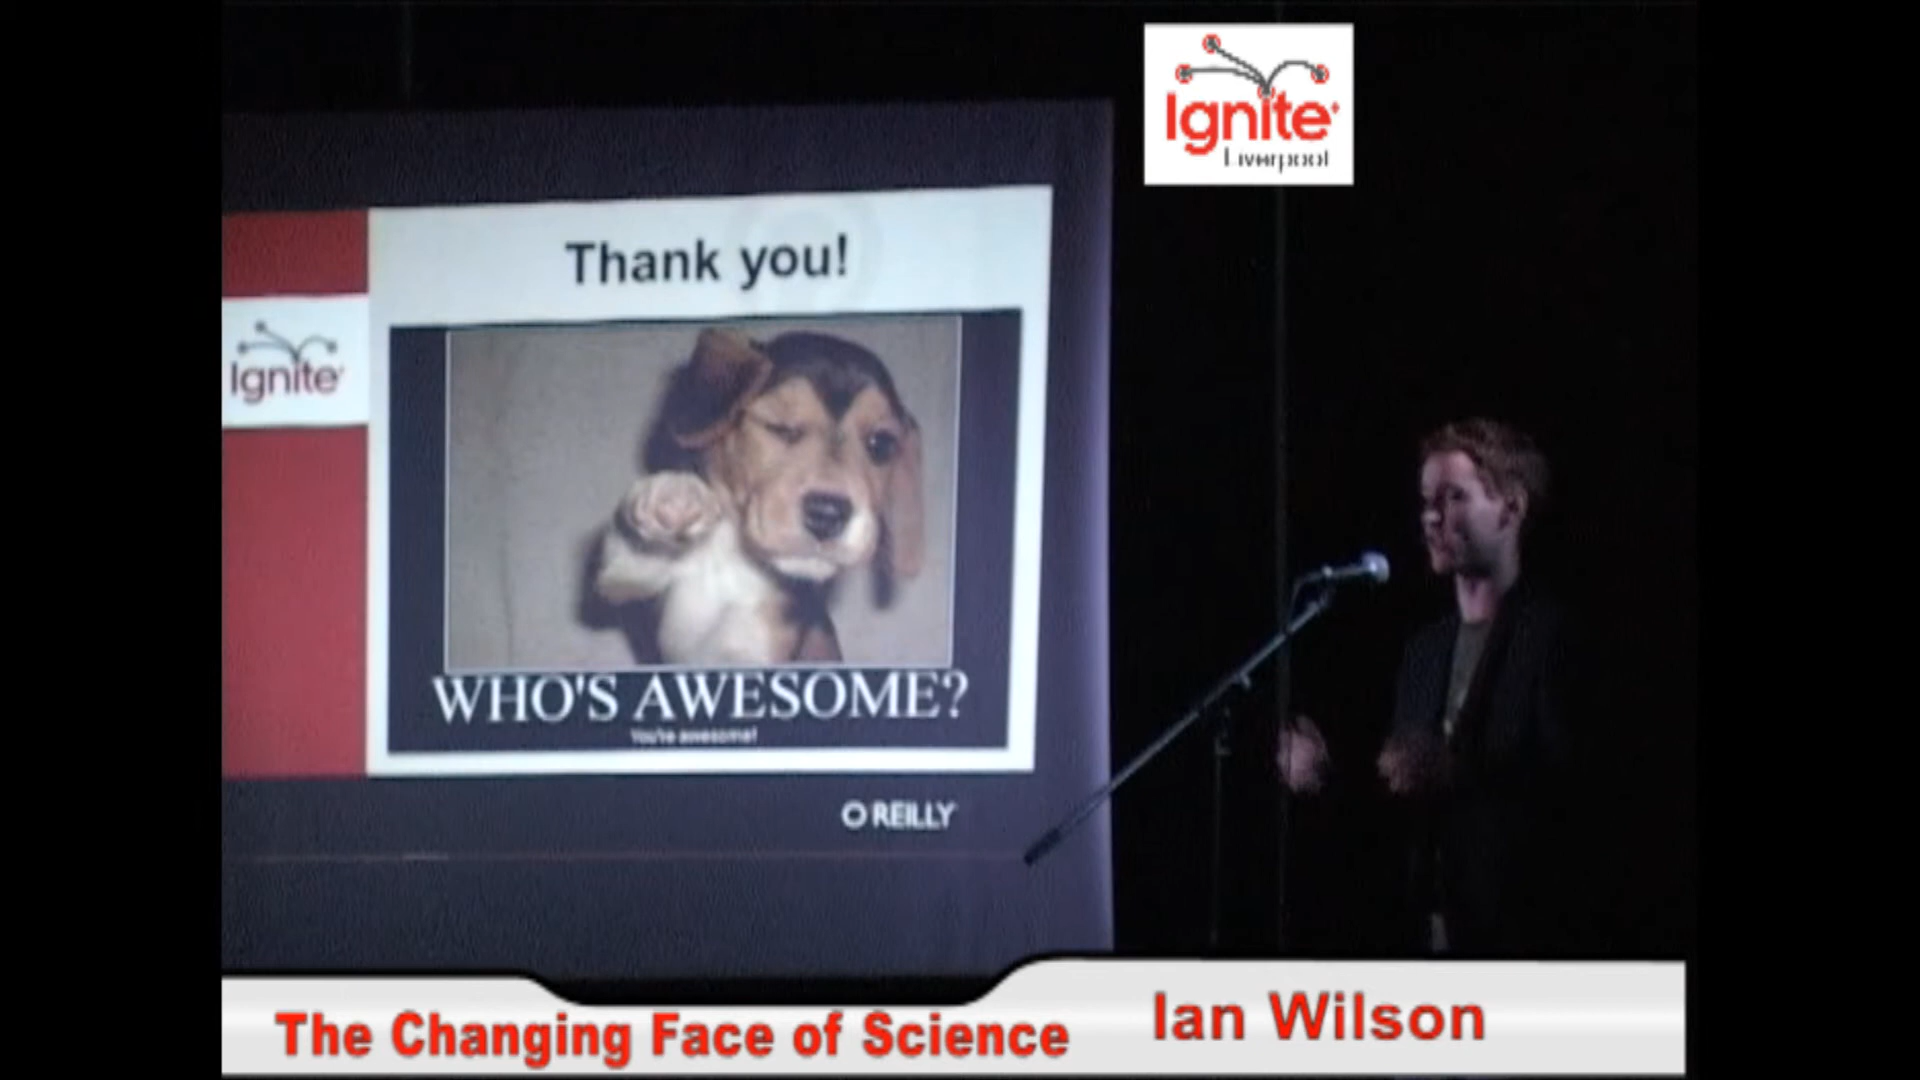 Ignite
Liverpool
Thank you!
Ignite
WHO'S AWESOME?
You're awesome!
O REILLY
The Changing Face of Science
Ian Wilson